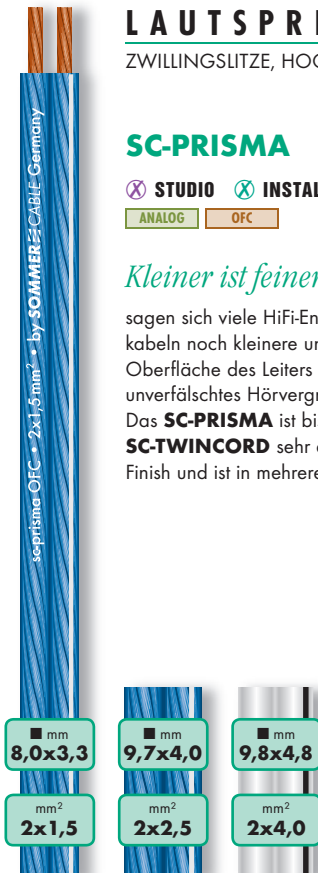 LAUTSPR
ZWILLINGSLITZE, HO
SC-PRISMA
STUDIO INSTAL
ANALOG OFC
Kleiner ist feiner
sagen sich viele HiFi-En
kabeln noch kleinere u
Oberfläche des Leiters
unverfälschtes Hörvergn
Das SC-PRISMA ist bi
SC-TWINCORD sehr
Finish und ist in mehrere
sc-prisma OFC • 2x1,5 mm² • by SOMMER CABLE Germany
mm
8,0x3,3
mm²
2x1,5
mm
9,7x4,0
mm²
2x2,5
mm
9,8x4,8
mm²
2x4,0